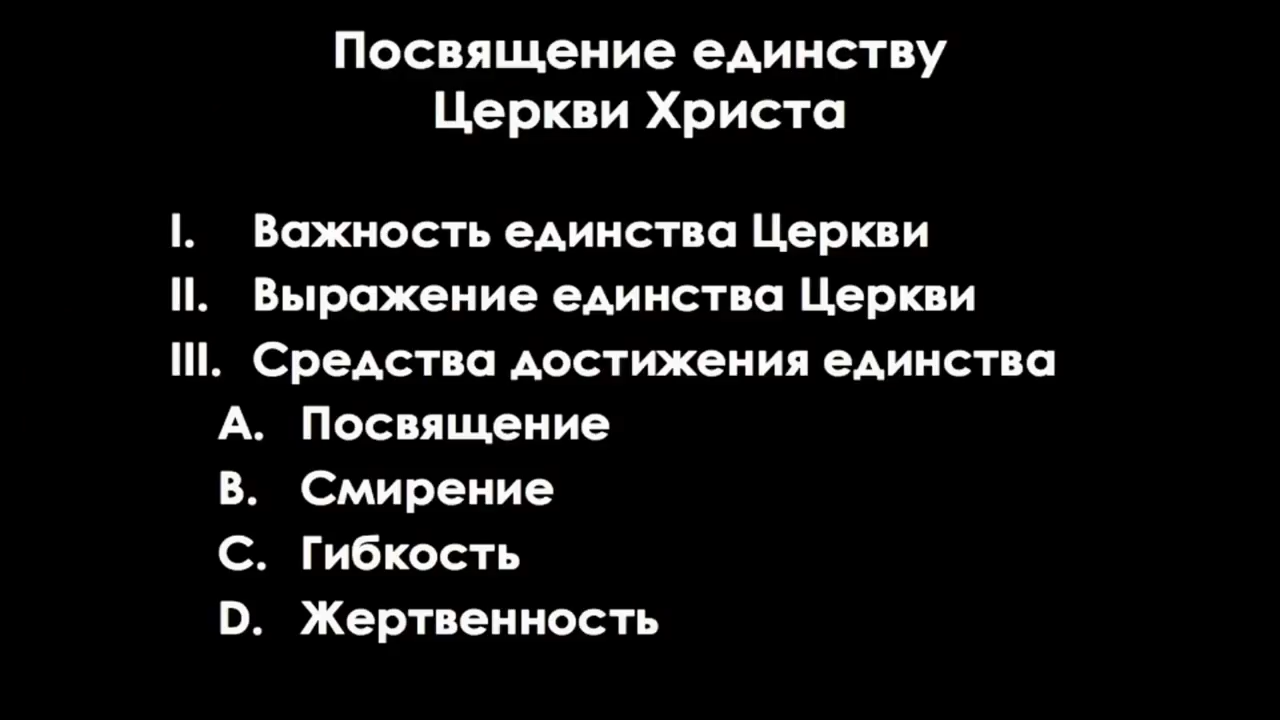 Посвящение единству
Церкви Христа
I. Важность единства Церкви
II. Выражение единства Церкви
III. Средства достижения единства
A. Посвящение
B. Смирение
C. Гибкость
D. Жертвенность